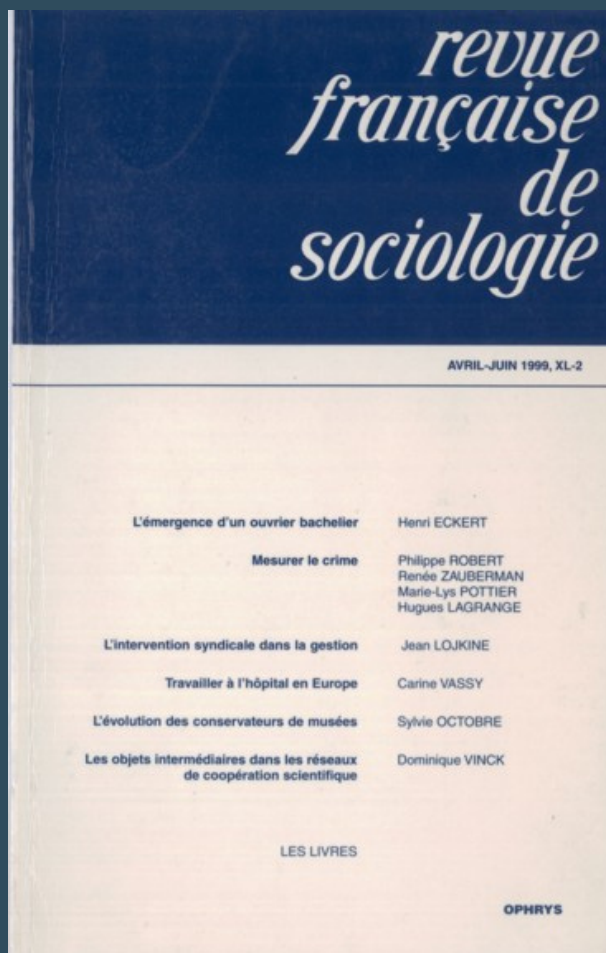 revue
française
de
sociologie
AVRIL-JUIN 1999, XL-2
L'émergence d'un ouvrier bachelier Henri ECKERT
Mesurer le crime Philippe ROBERT
Renée ZAUBERMAN
Marie-Lys POTTIER
Hugues LAGRANGE
L'intervention syndicale dans la gestion Jean LOJKINE
Travailler à l'hôpital en Europe Carine VASSY
L'évolution des conservateurs de musées Sylvie OCTOBRE
Les objets intermédiaires dans les réseaux Dominique VINCK
de coopération scientifique
LES LIVRES
OPHRYS